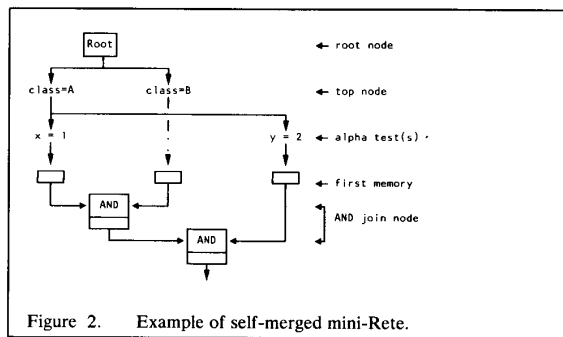 Root
← root node
class=A
class=B
← top node
x = 1
y = 2
← alpha test(s)
← first memory
AND
AND join node
AND
Figure 2. Example of self-merged mini-Rete.